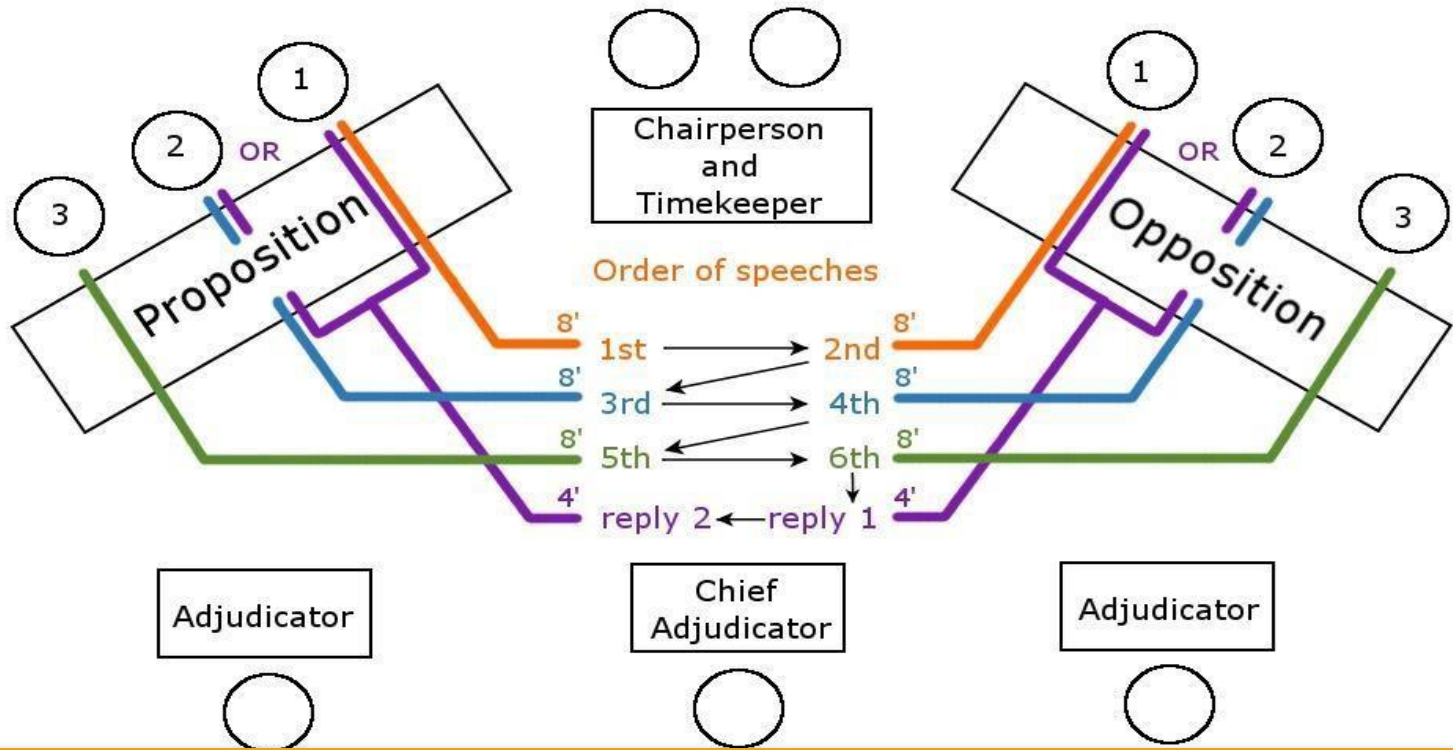 1
2
OR
3
Proposition
Chairperson
and
Timekeeper
1
OR
2
3
Opposition
Order of speeches
8' 1st 2nd 8'
8' 3rd 4th 8'
8' 5th 6th 8'
4' reply 2 reply 1 4'
Adjudicator
Chief
Adjudicator
Adjudicator